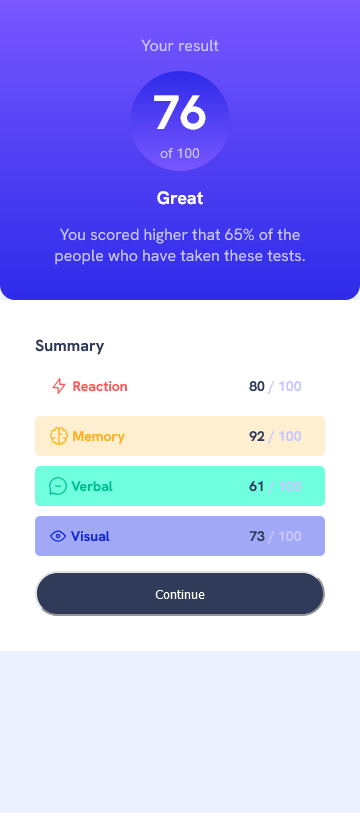 Your result
76
of 100
Great
You scored higher that 65% of the
people who have taken these tests.
Summary
Reaction 80 / 100
Memory 92 / 100
Verbal 61 / 100
Visual 73 / 100
Continue